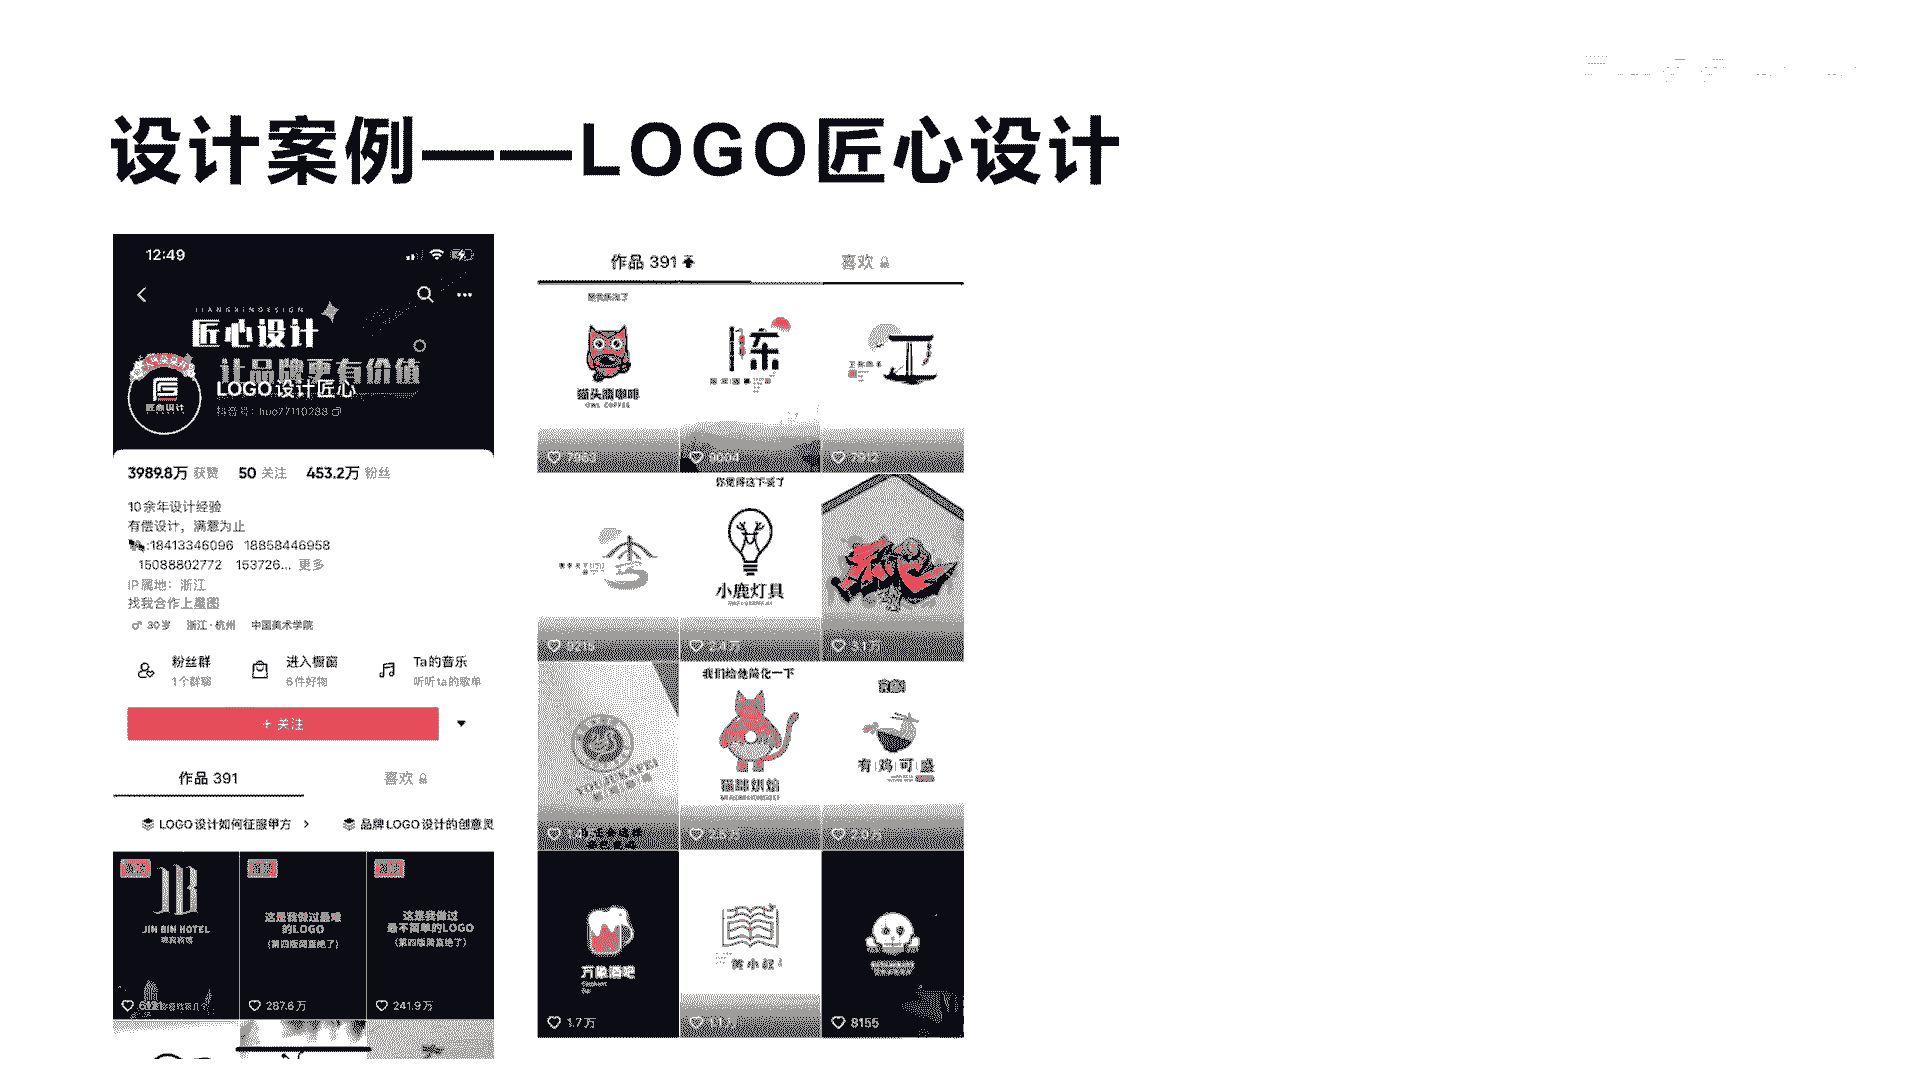 设计案例——LOGO匠心设计
12:49
JIANGXINDESIGN
匠心设计
让品牌更有价值
LOGO设计匠心
匠心设计
抖音号：huo77110288
3989.8万 获赞 50 关注 453.2万 粉丝
10余年设计经验
有偿设计，满意为止
:18413346096 18858446958
15088802772 153726... 更多
IP属地：浙江
找我合作上星图
♂ 30岁 浙江·杭州 中国美术学院
粉丝群 进入橱窗 Ta的音乐
1个群聊 6件好物 听听ta的歌单
+ 关注
作品 391 喜欢
LOGO设计如何征服甲方 >
品牌LOGO设计的创意灵
置顶 置顶 置顶
JIN BIN HOTEL
这是我做过最难
的LOGO
(第四版简直绝了)
这是我做过
最不简单的LOGO
(第四版简直绝了)
287.6万 241.9万
作品 391 喜欢
猫头鹰咖啡
OWL COFFEE
陈
7963 9004 7912
你觉得这下妥了
小鹿灯具
9215 2.4万 3.1万
我们给他简化一下
YOUJUKAFEI
猫咪烘焙
有鸡可盛
2.5万 2.0万
万象酒吧
Elephant
Bar
黄小叔
1.7万 1.1万 8155